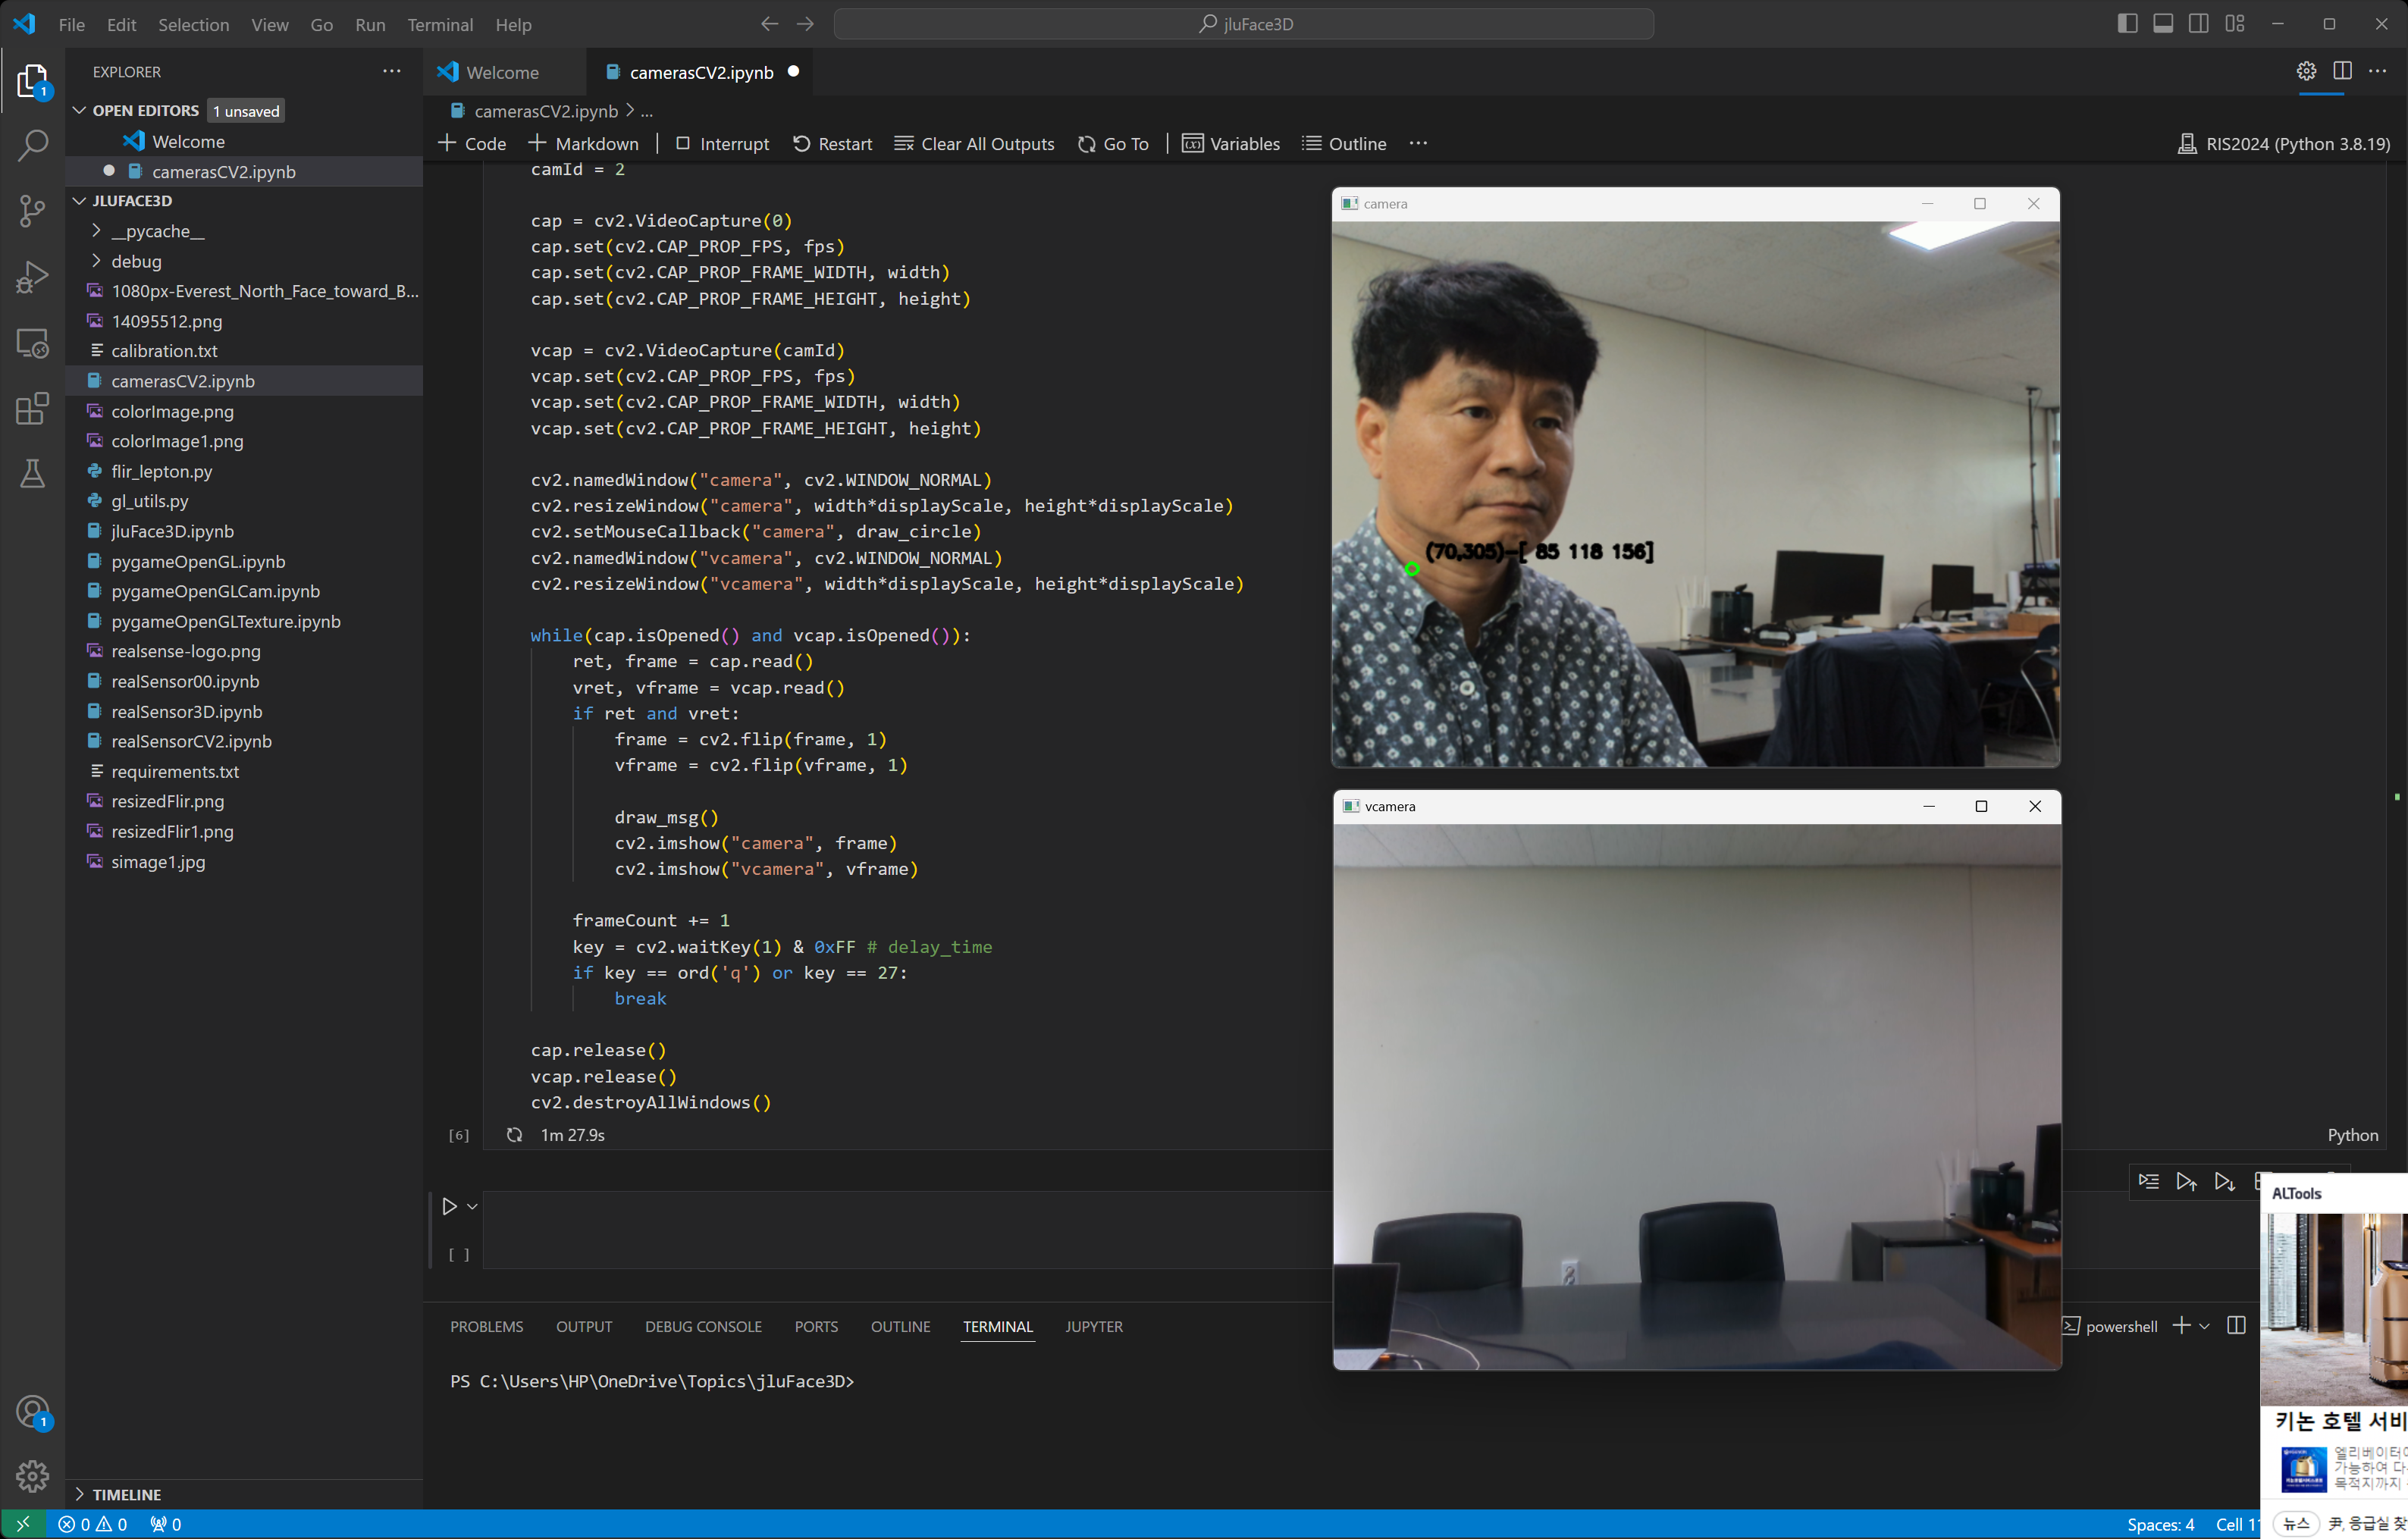 File Edit Selection View Go Run Terminal Help
jluFace3D
EXPLORER
OPEN EDITORS 1 unsaved
Welcome
camerasCV2.ipynb
JLUFACE3D
__pycache__
debug
1080px-Everest_North_Face_toward_B...
14095512.png
calibration.txt
camerasCV2.ipynb
colorImage.png
colorImage1.png
flir_lepton.py
gl_utils.py
jluFace3D.ipynb
pygameOpenGL.ipynb
pygameOpenGLCam.ipynb
pygameOpenGLTexture.ipynb
realsense-logo.png
realSensor00.ipynb
realSensor3D.ipynb
realSensorCV2.ipynb
requirements.txt
resizedFlir.png
resizedFlir1.png
simage1.jpg
TIMELINE
Welcome camerasCV2.ipynb
camerasCV2.ipynb > ...
Code Markdown Interrupt Restart Clear All Outputs Go To Variables Outline ... RIS2024 (Python 3.8.19)
camId = 2
cap = cv2.VideoCapture(0)
cap.set(cv2.CAP_PROP_FPS, fps)
cap.set(cv2.CAP_PROP_FRAME_WIDTH, width)
cap.set(cv2.CAP_PROP_FRAME_HEIGHT, height)
vcap = cv2.VideoCapture(camId)
vcap.set(cv2.CAP_PROP_FPS, fps)
vcap.set(cv2.CAP_PROP_FRAME_WIDTH, width)
vcap.set(cv2.CAP_PROP_FRAME_HEIGHT, height)
cv2.namedWindow("camera", cv2.WINDOW_NORMAL)
cv2.resizeWindow("camera", width*displayScale, height*displayScale)
cv2.setMouseCallback("camera", draw_circle)
cv2.namedWindow("vcamera", cv2.WINDOW_NORMAL)
cv2.resizeWindow("vcamera", width*displayScale, height*displayScale)
while(cap.isOpened() and vcap.isOpened()):
ret, frame = cap.read()
vret, vframe = vcap.read()
if ret and vret:
frame = cv2.flip(frame, 1)
vframe = cv2.flip(vframe, 1)
draw_msg()
cv2.imshow("camera", frame)
cv2.imshow("vcamera", vframe)
frameCount += 1
key = cv2.waitKey(1) & 0xFF # delay_time
if key == ord('q') or key == 27:
break
cap.release()
vcap.release()
cv2.destroyAllWindows()
[6] 1m 27.9s
Python
[ ]
camera
(70,305)-[ 85 118 156]
vcamera
PROBLEMS OUTPUT DEBUG CONSOLE PORTS OUTLINE TERMINAL JUPYTER
powershell
PS C:\Users\HP\OneDrive\Topics\jluFace3D>
ALTools
키논 호텔 서비
엘리베이터
가능하여 다
목적지까지
뉴스 尹, 응급실 찾
1
1
0 0 0
Spaces: 4 Cell 1